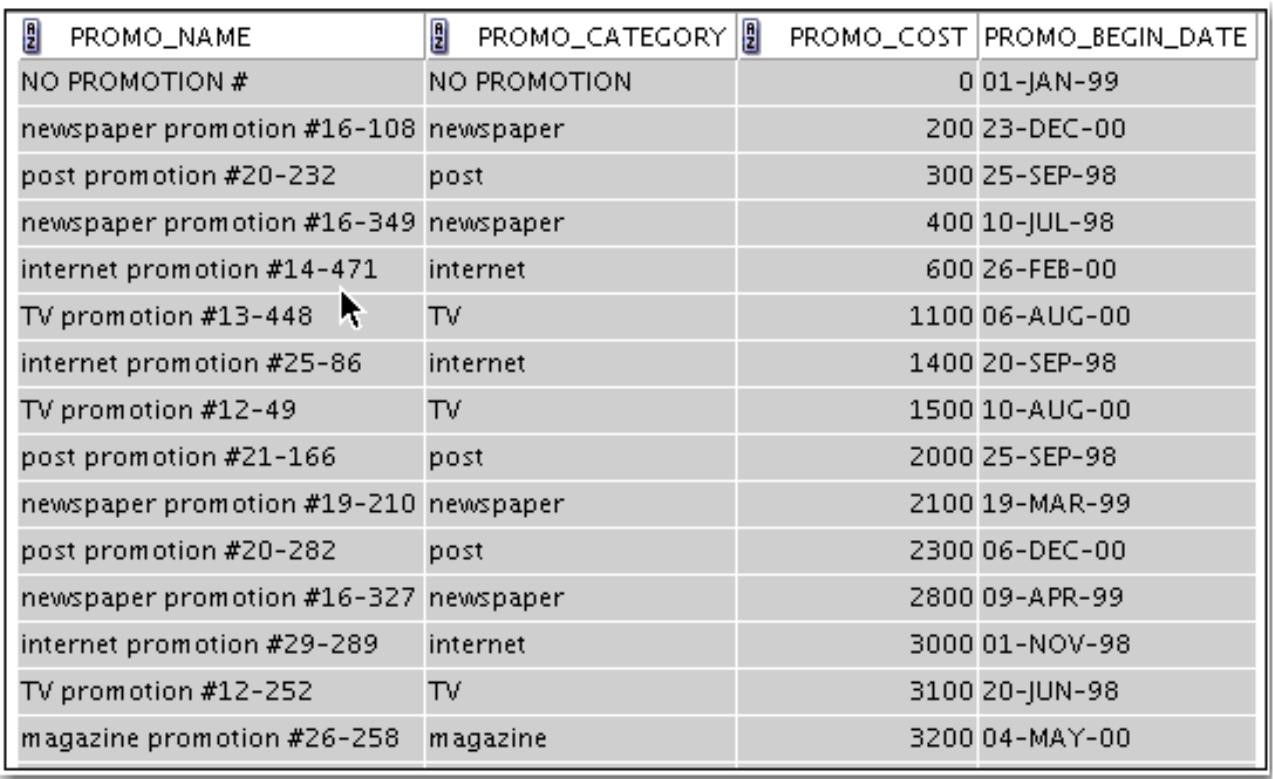 PROMO_NAME PROMO_CATEGORY PROMO_COST PROMO_BEGIN_DATE
NO PROMOTION # NO PROMOTION 0 01-JAN-99
newspaper promotion #16-108 newspaper 200 23-DEC-00
post promotion #20-232 post 300 25-SEP-98
newspaper promotion #16-349 newspaper 400 10-JUL-98
internet promotion #14-471 internet 600 26-FEB-00
TV promotion #13-448 TV 1100 06-AUG-00
internet promotion #25-86 internet 1400 20-SEP-98
TV promotion #12-49 TV 1500 10-AUG-00
post promotion #21-166 post 2000 25-SEP-98
newspaper promotion #19-210 newspaper 2100 19-MAR-99
post promotion #20-282 post 2300 06-DEC-00
newspaper promotion #16-327 newspaper 2800 09-APR-99
internet promotion #29-289 internet 3000 01-NOV-98
TV promotion #12-252 TV 3100 20-JUN-98
magazine promotion #26-258 magazine 3200 04-MAY-00